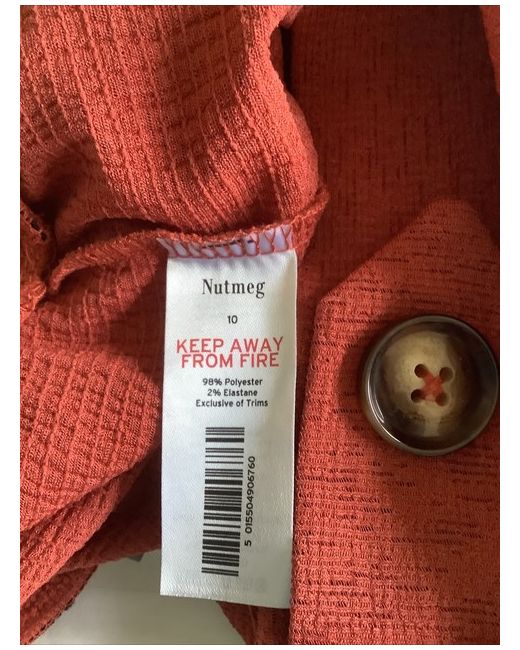 Nutmeg
10
KEEP AWAY
FROM FIRE
98% Polyester
2% Elastane
Exclusive of Trims
5 015504906760